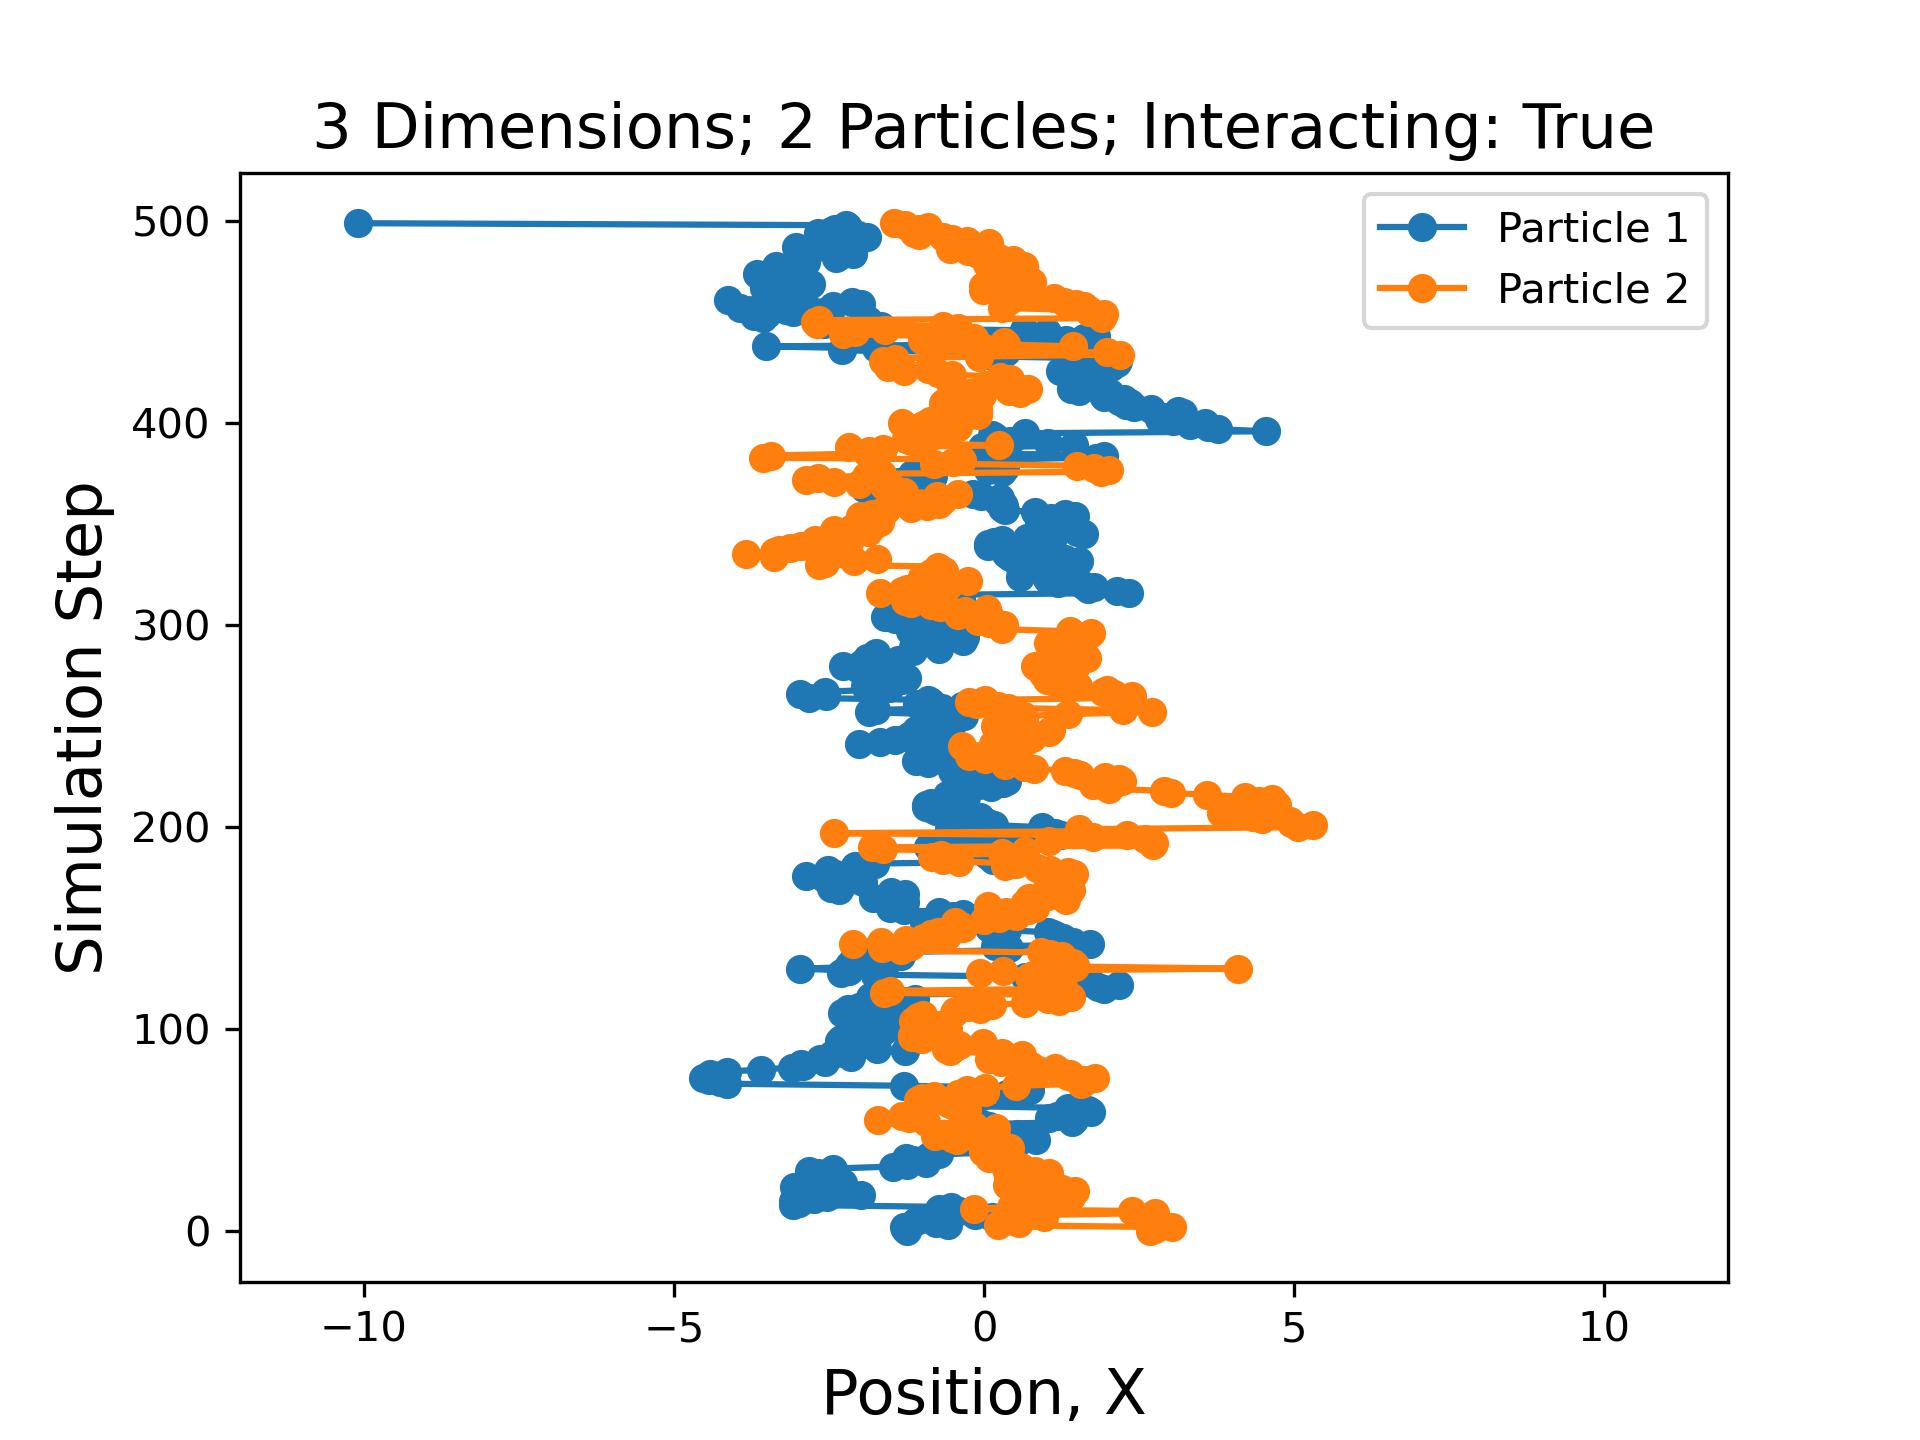 3 Dimensions; 2 Particles; Interacting: True
Particle 1
Particle 2
Simulation Step
500
400
300
200
100
0
−10
−5
0
5
10
Position, X